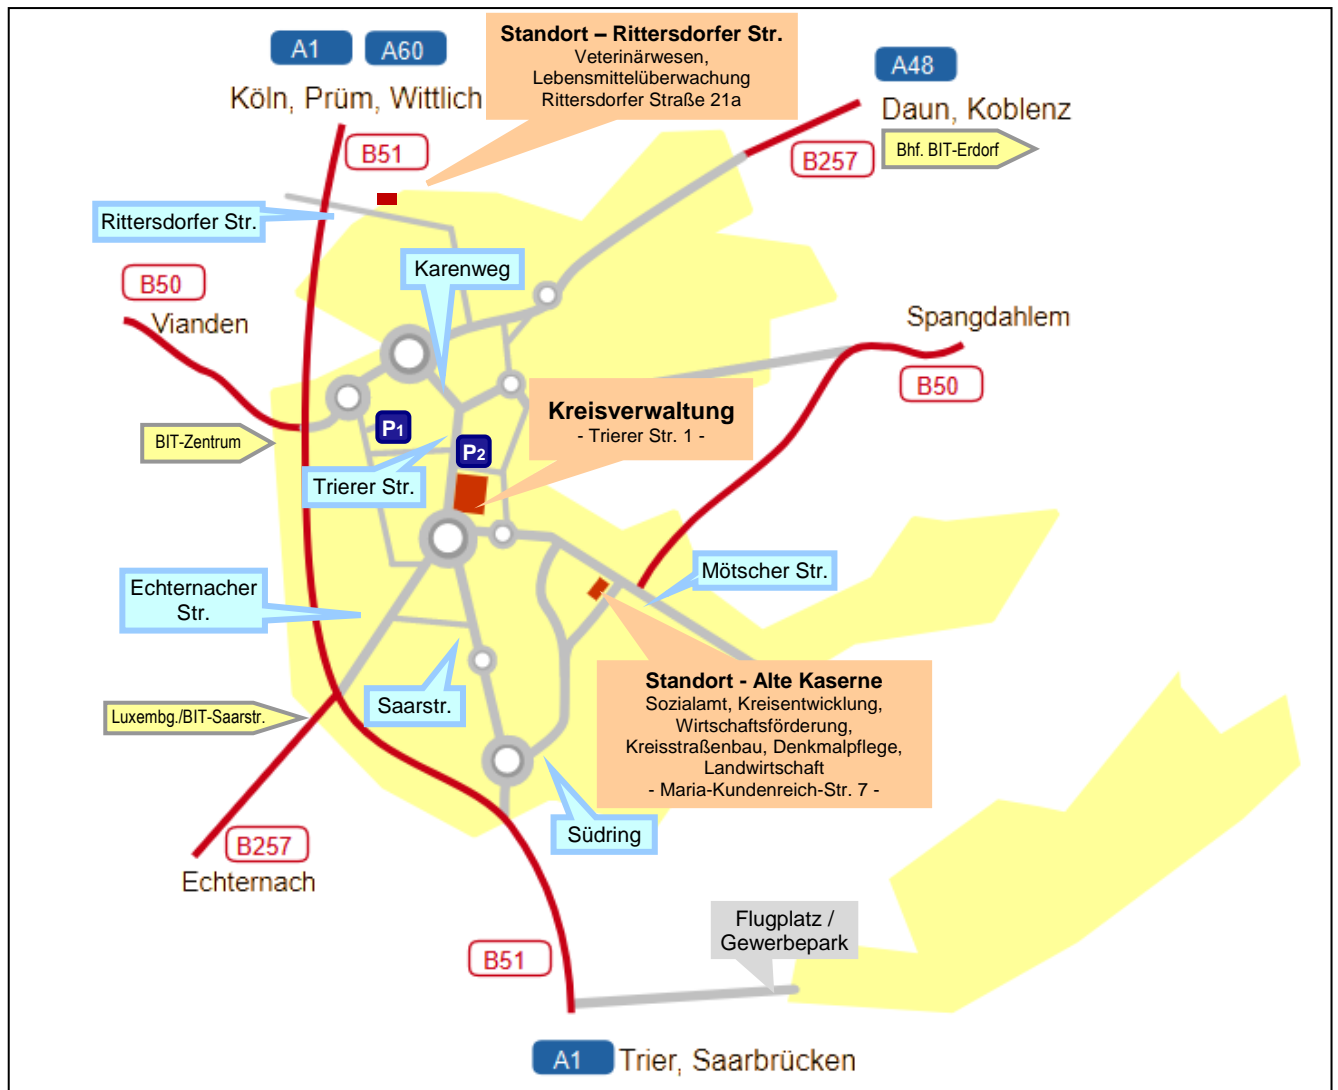 A1 A60
Köln, Prüm, Wittlich
B51
Standort – Rittersdorfer Str.
Veterinärwesen,
Lebensmittelüberwachung
Rittersdorfer Straße 21a
A48
Daun, Koblenz
B257
Bhf. BIT-Erdorf
Rittersdorfer Str.
Karenweg
B50
Vianden
Spangdahlem
B50
Kreisverwaltung
- Trierer Str. 1 -
P1
P2
BIT-Zentrum
Trierer Str.
Mötscher Str.
Echternacher
Str.
Standort - Alte Kaserne
Sozialamt, Kreisentwicklung,
Wirtschaftsförderung,
Kreisstraßenbau, Denkmalpflege,
Landwirtschaft
- Maria-Kundenreich-Str. 7 -
Saarstr.
Luxembg./BIT-Saarstr.
Südring
B257
Echternach
Flugplatz /
Gewerbepark
B51
A1 Trier, Saarbrücken